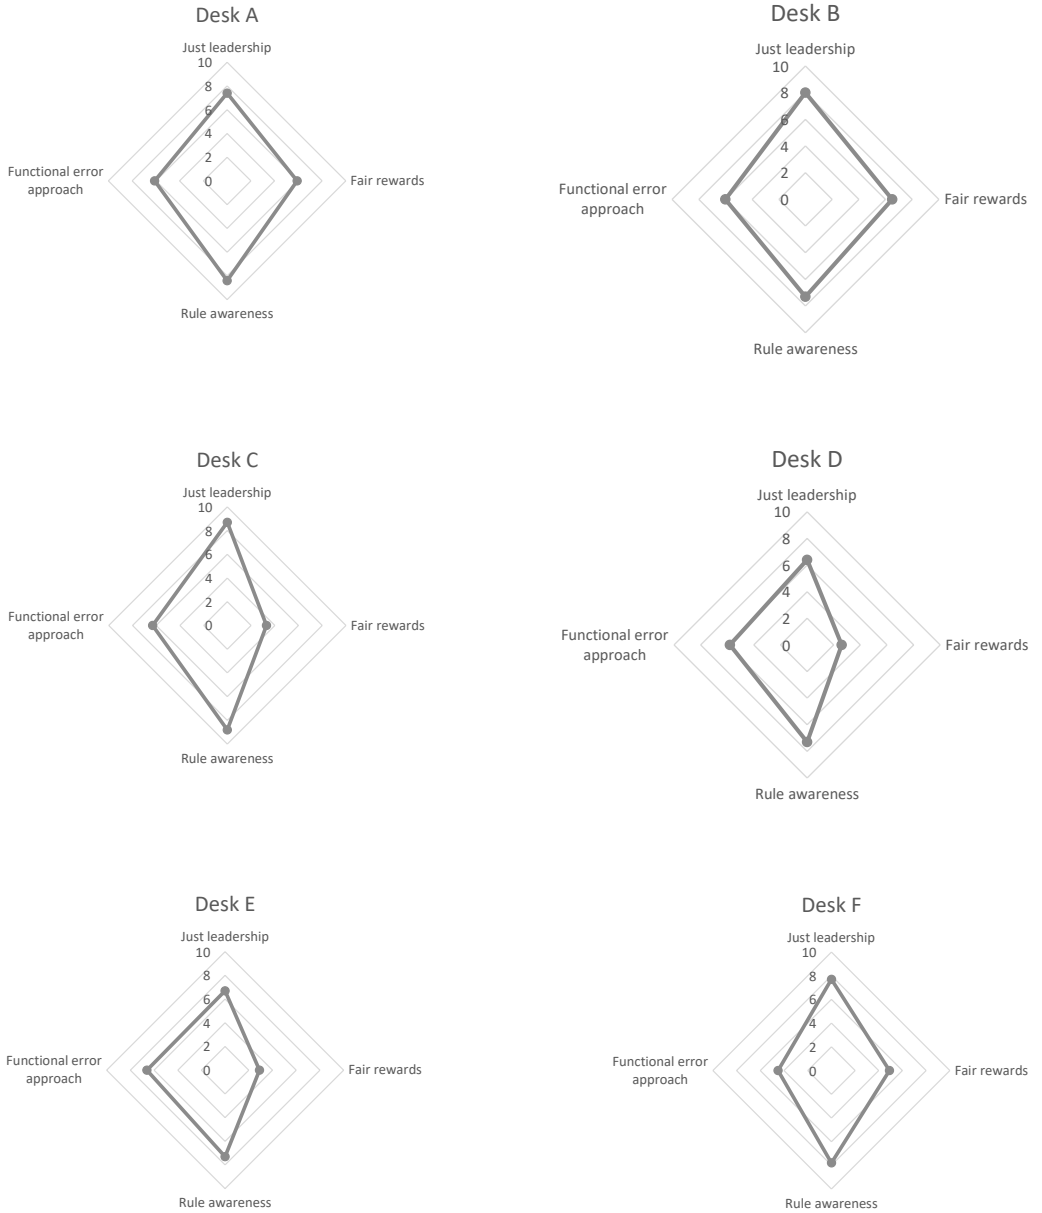 Desk A
Just leadership
10
8
6
4
2
0
Functional error
approach
Fair rewards
Rule awareness
Desk B
Just leadership
10
8
6
4
2
0
Functional error
approach
Fair rewards
Rule awareness
Desk C
Just leadership
10
8
6
4
2
0
Functional error
approach
Fair rewards
Rule awareness
Desk D
Just leadership
10
8
6
4
2
0
Functional error
approach
Fair rewards
Rule awareness
Desk E
Just leadership
10
8
6
4
2
0
Functional error
approach
Fair rewards
Rule awareness
Desk F
Just leadership
10
8
6
4
2
0
Functional error
approach
Fair rewards
Rule awareness